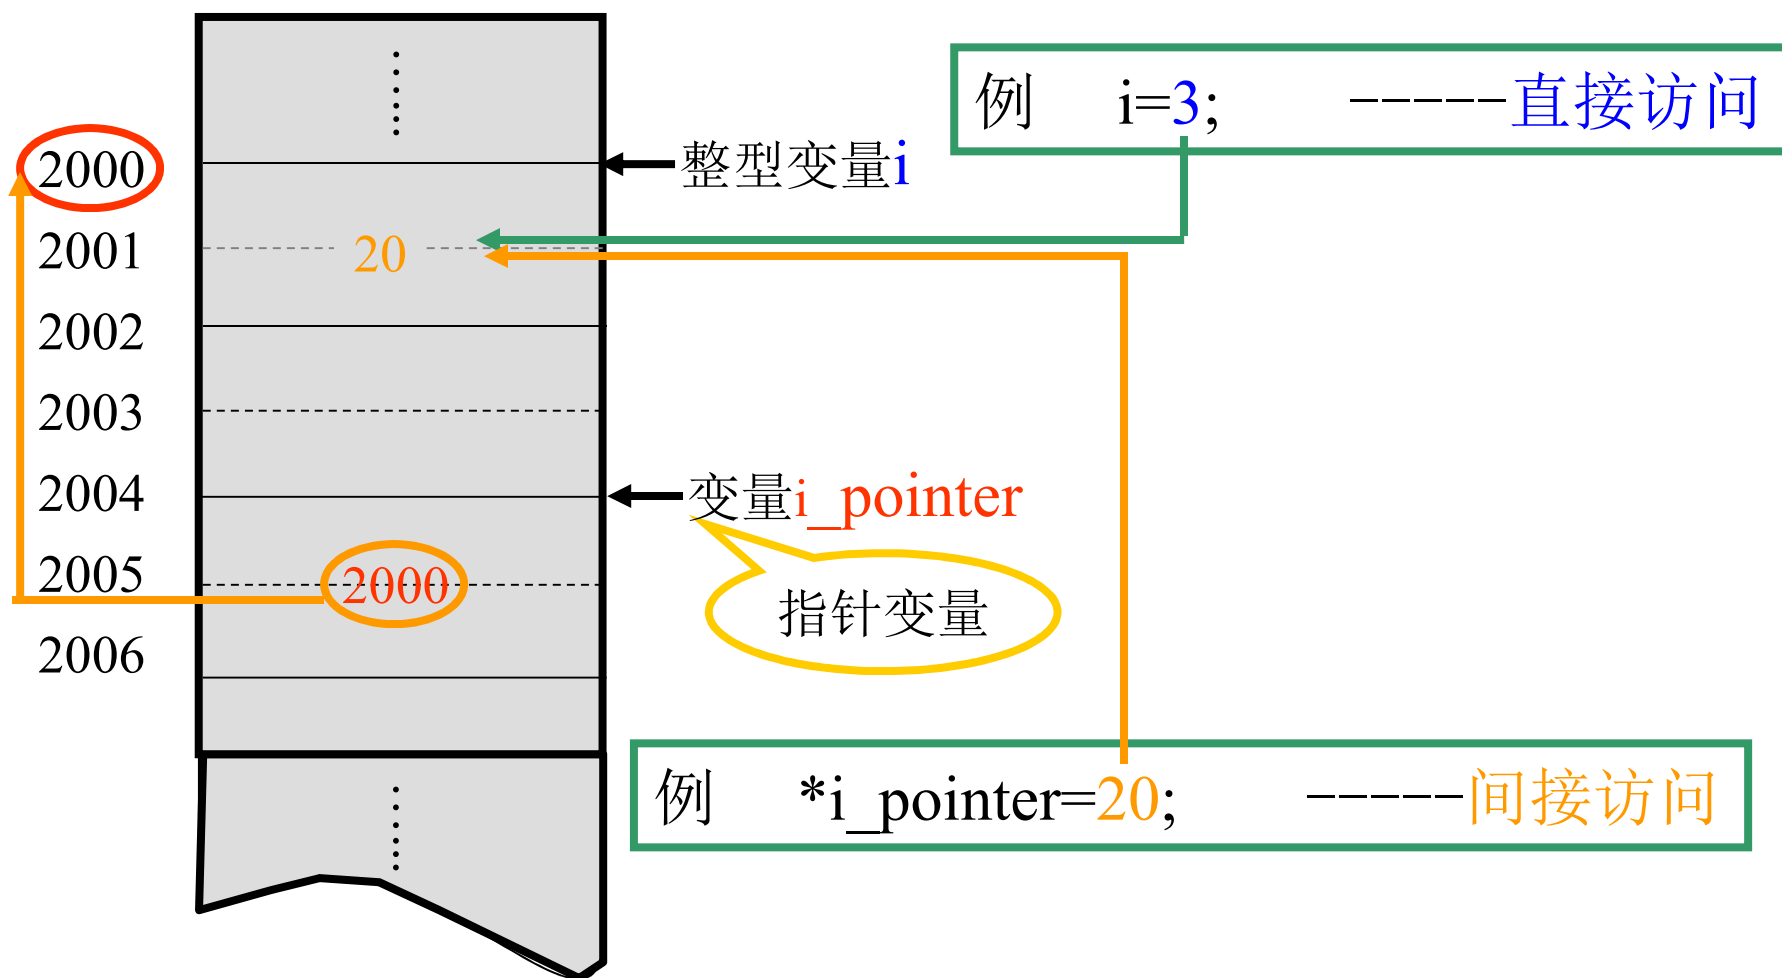 例 i=3; -----直接访问
2000
整型变量i
2001
20
2002
2003
2004
变量i_pointer
2005
2000
指针变量
2006
例 *i_pointer=20; -----间接访问